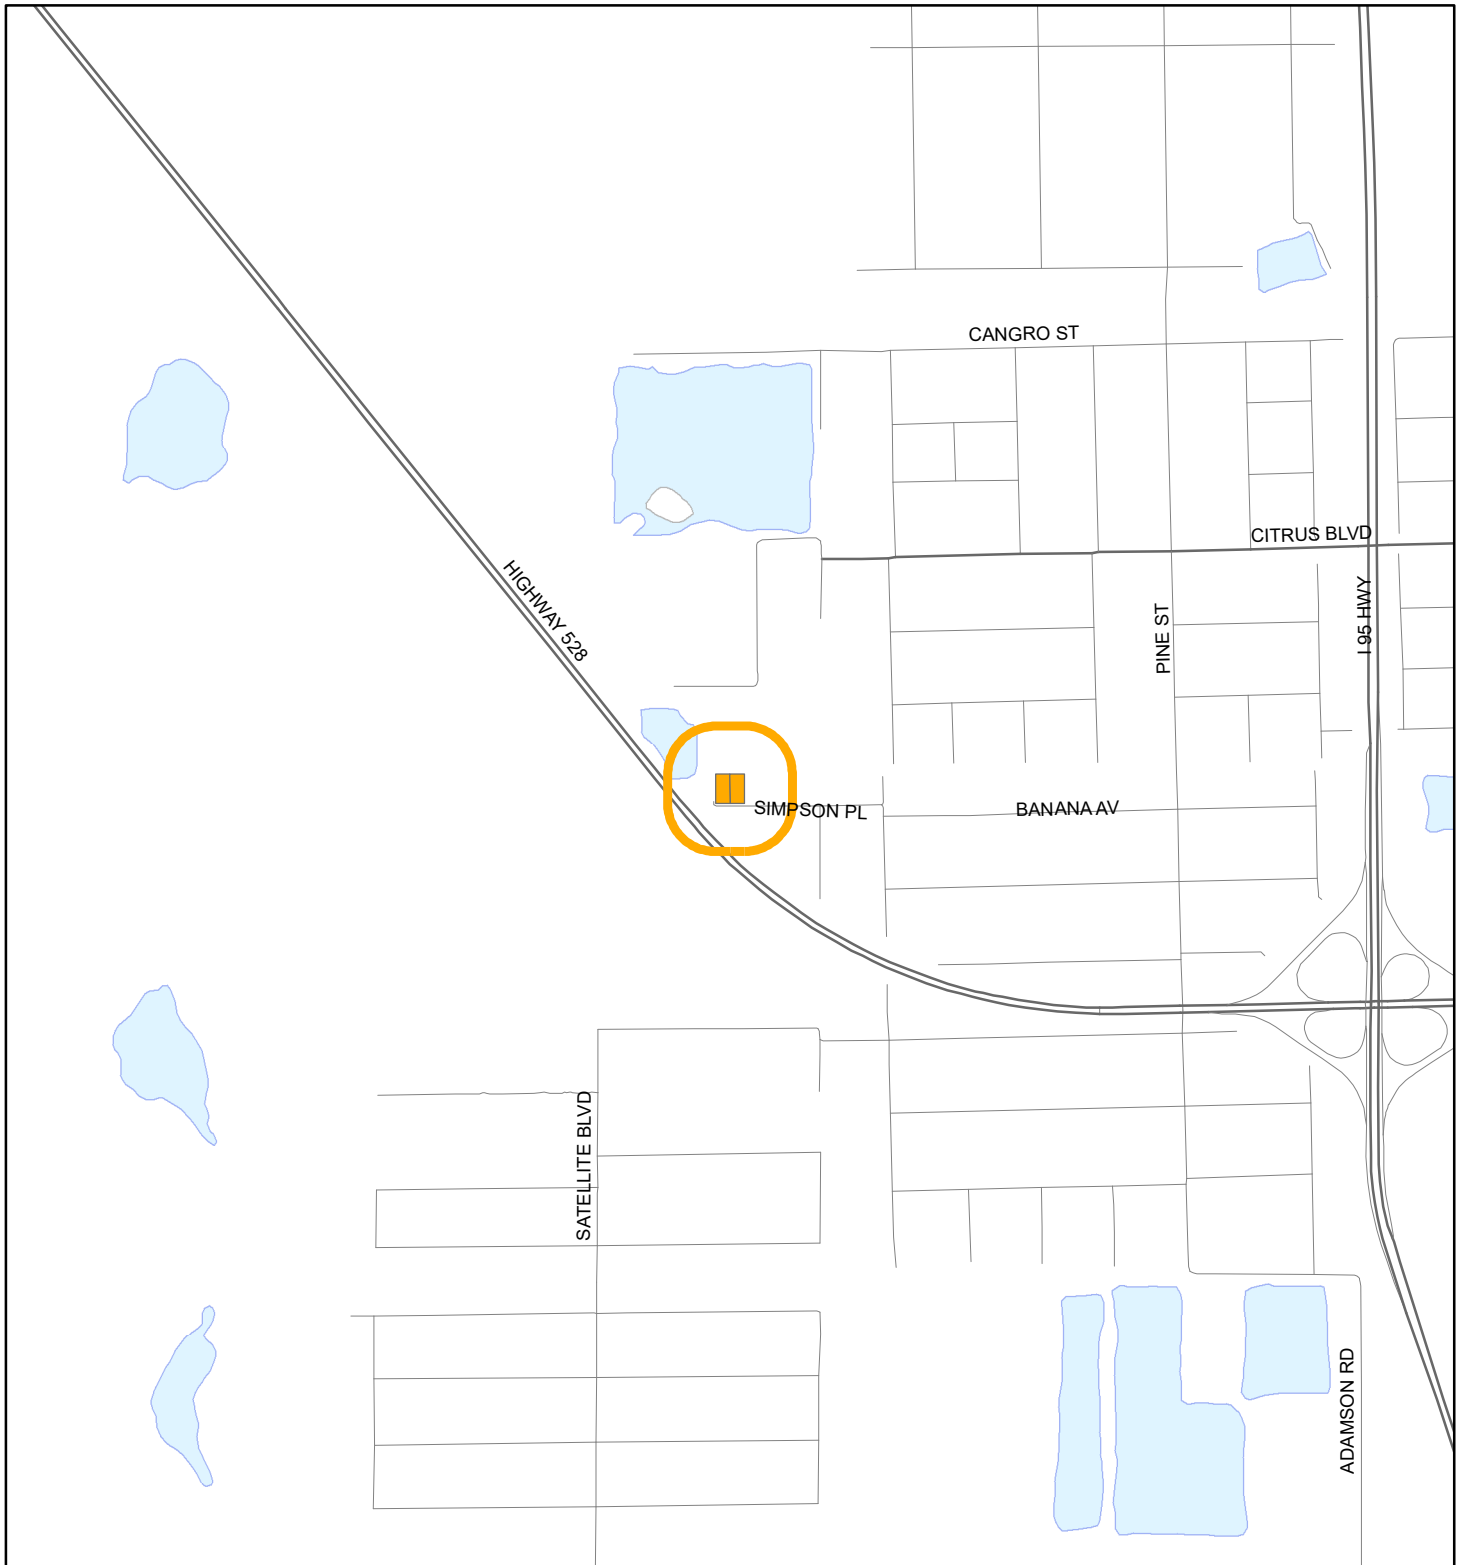 CANGRO ST
CITRUS BLVD
HIGHWAY 528
I 95 HWY
PINE ST
SIMPSON PL
BANANA AV
SATELLITE BLVD
ADAMSON RD